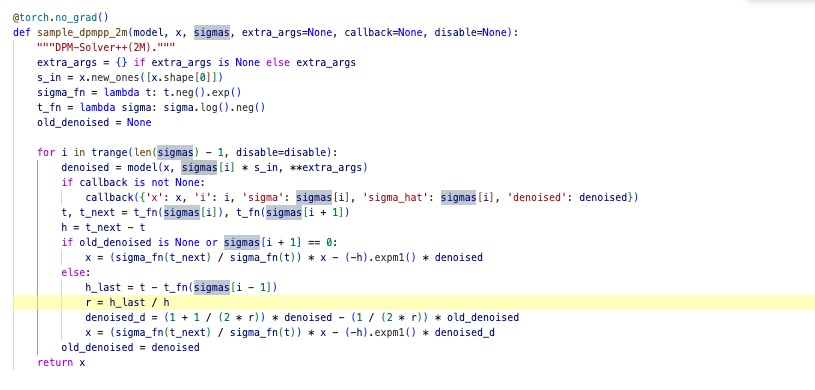 @torch.no_grad()
def sample_dpmpp_2m(model, x, sigmas, extra_args=None, callback=None, disable=None):
    """DPM-Solver++(2M)."""
    extra_args = {} if extra_args is None else extra_args
    s_in = x.new_ones([x.shape[0]])
    sigma_fn = lambda t: t.neg().exp()
    t_fn = lambda sigma: sigma.log().neg()
    old_denoised = None

    for i in trange(len(sigmas) - 1, disable=disable):
        denoised = model(x, sigmas[i] * s_in, **extra_args)
        if callback is not None:
            callback({'x': x, 'i': i, 'sigma': sigmas[i], 'sigma_hat': sigmas[i], 'denoised': denoised})
        t, t_next = t_fn(sigmas[i]), t_fn(sigmas[i + 1])
        h = t_next - t
        if old_denoised is None or sigmas[i + 1] == 0:
            x = (sigma_fn(t_next) / sigma_fn(t)) * x - (-h).expm1() * denoised
        else:
            h_last = t - t_fn(sigmas[i - 1])
            r = h_last / h
            denoised_d = (1 + 1 / (2 * r)) * denoised - (1 / (2 * r)) * old_denoised
            x = (sigma_fn(t_next) / sigma_fn(t)) * x - (-h).expm1() * denoised_d
        old_denoised = denoised
    return x